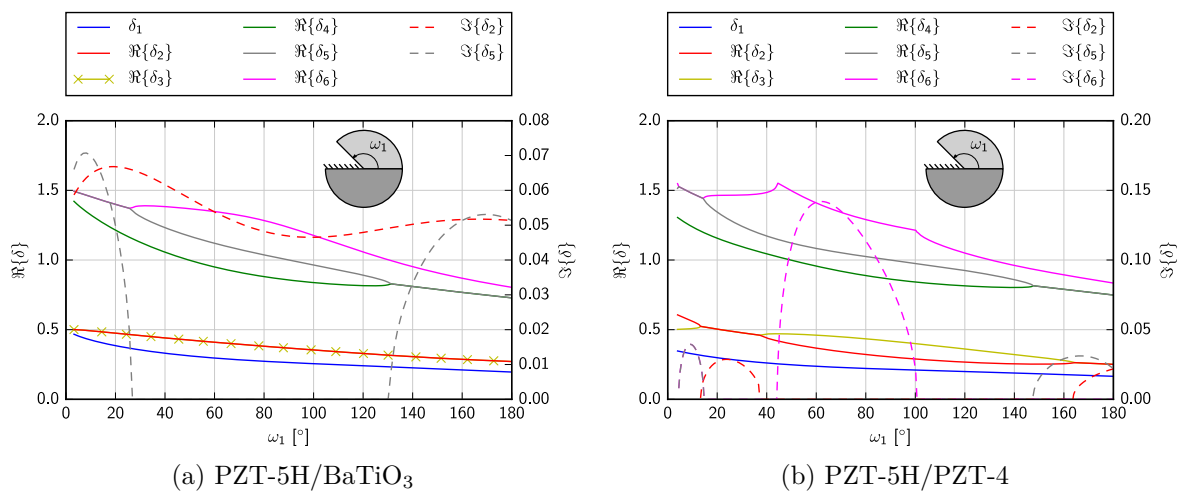 δ₁ ℜ{δ₄} ℑ{δ₂}
ℜ{δ₂} ℜ{δ₅} ℑ{δ₅}
ℜ{δ₃} ℜ{δ₆}
2.0
1.5
1.0
0.5
0.0
ℜ{δ}
ω₁
0.08
0.07
0.06
0.05
0.04
0.03
0.02
0.01
0.00
ℑ{δ}
0 20 40 60 80 100 120 140 160 180
ω₁ [°]
(a) PZT-5H/BaTiO₃
δ₁ ℜ{δ₄} ℑ{δ₂}
ℜ{δ₂} ℜ{δ₅} ℑ{δ₅}
ℜ{δ₃} ℜ{δ₆} ℑ{δ₆}
2.0
1.5
1.0
0.5
0.0
ℜ{δ}
ω₁
0.20
0.15
0.10
0.05
0.00
ℑ{δ}
0 20 40 60 80 100 120 140 160 180
ω₁ [°]
(b) PZT-5H/PZT-4